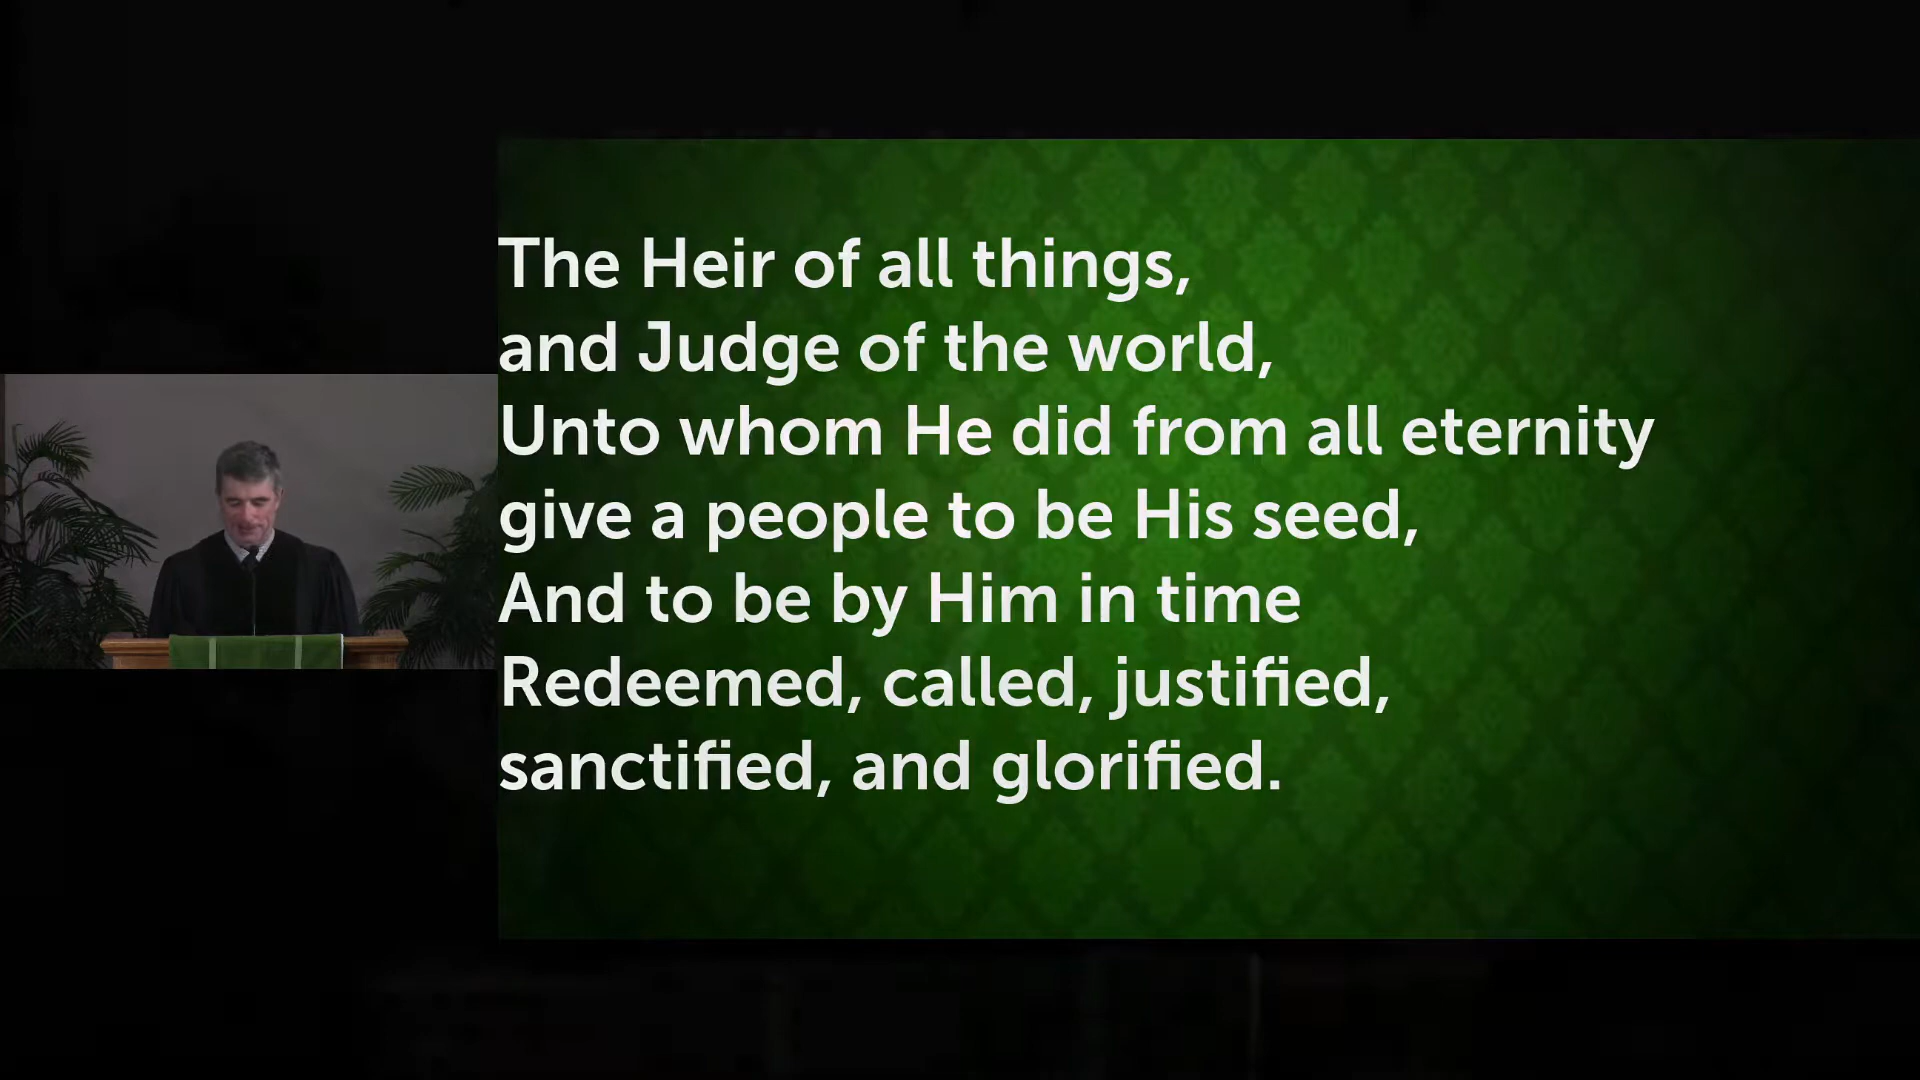 The Heir of all things,
and Judge of the world,
Unto whom He did from all eternity
give a people to be His seed,
And to be by Him in time
Redeemed, called, justified,
sanctified, and glorified.